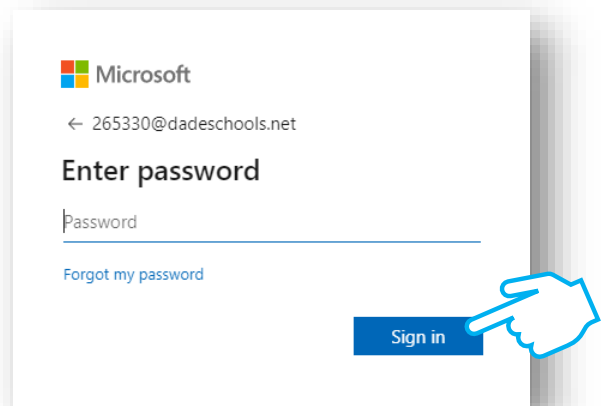 Microsoft
← 265330@dadeschools.net
Enter password
Password
Forgot my password
Sign in